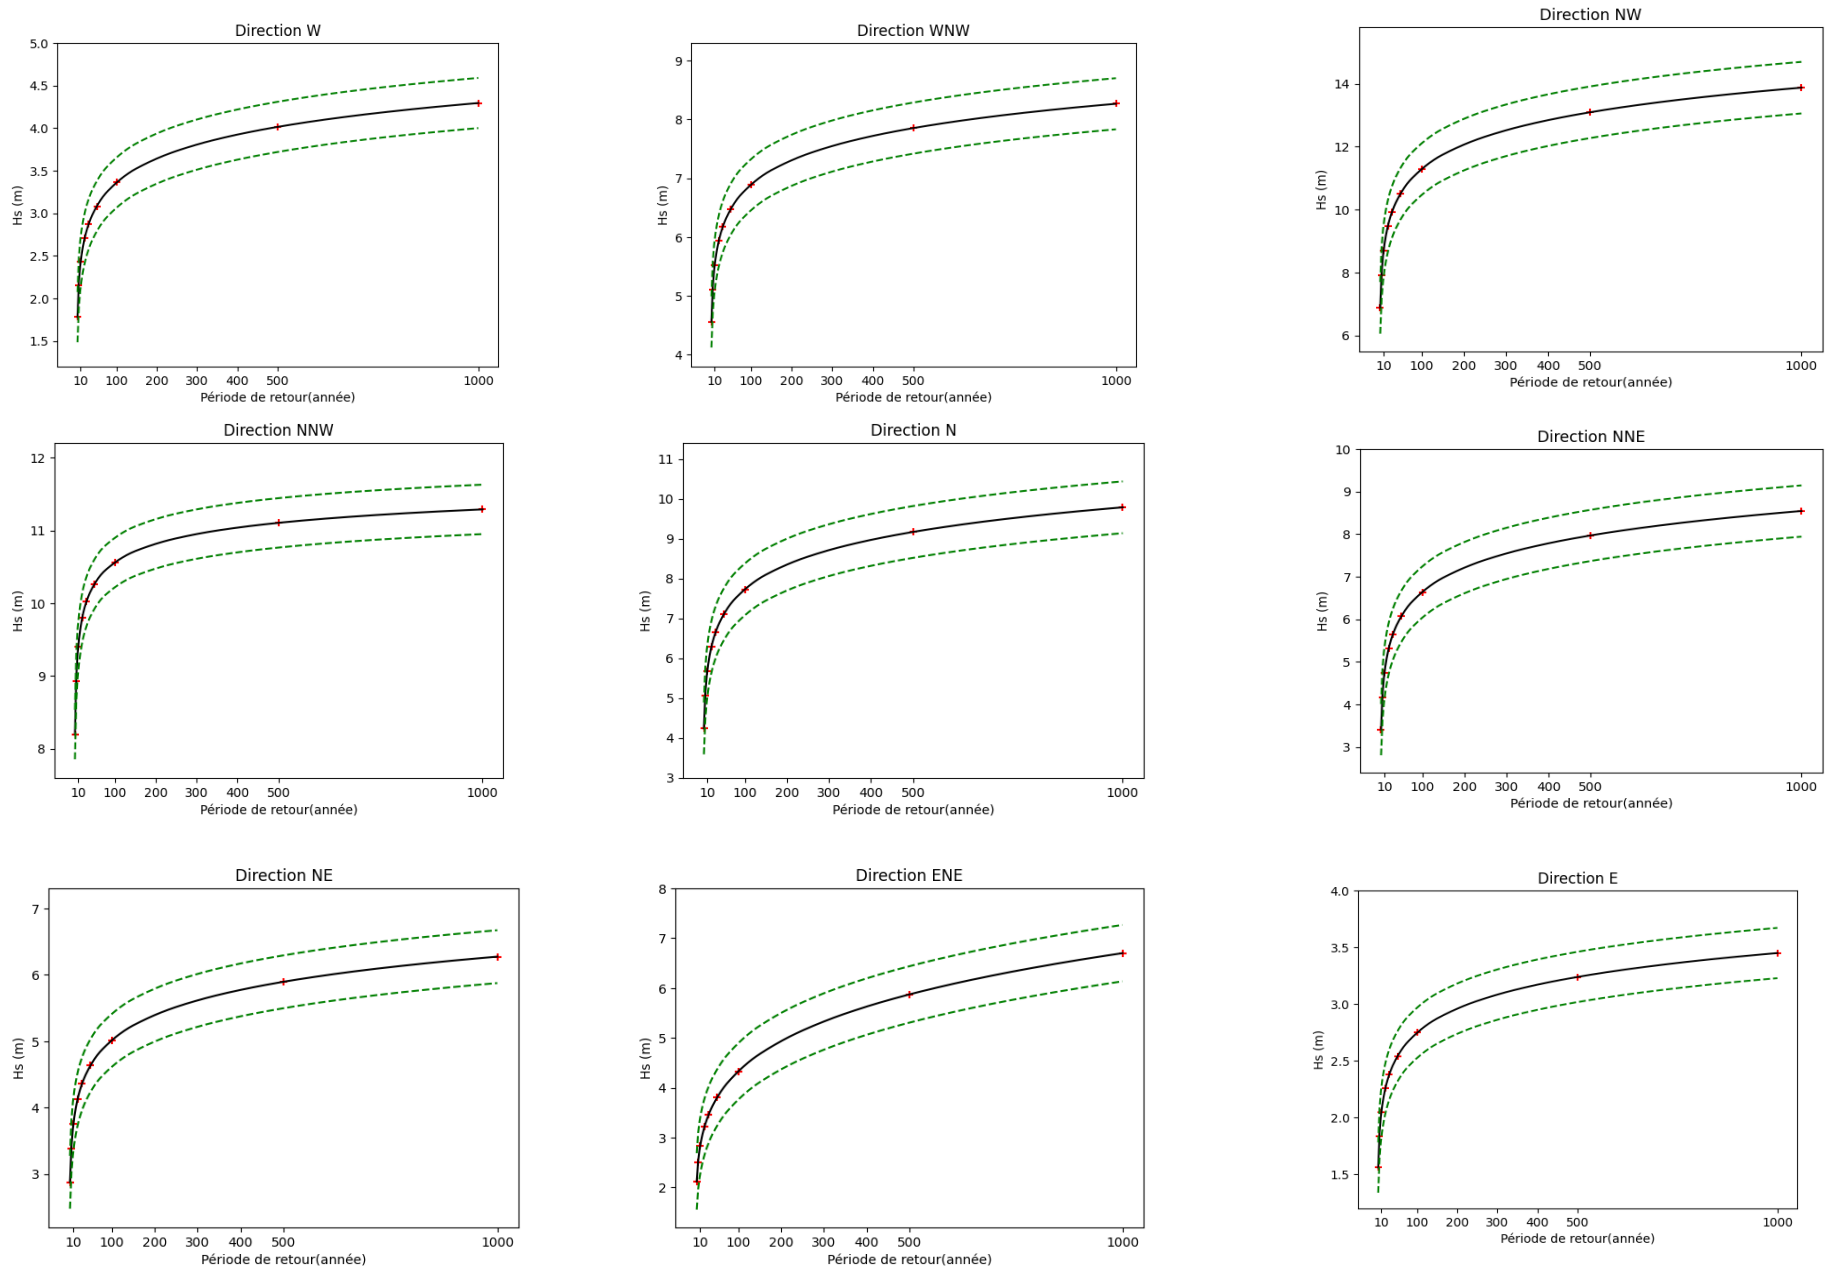 Direction W
5.0
4.5
4.0
3.5
3.0
2.5
2.0
1.5
Hs (m)
10 100 200 300 400 500 1000
Période de retour(année)
Direction WNW
9
8
7
6
5
4
Hs (m)
10 100 200 300 400 500 1000
Période de retour(année)
Direction NW
14
12
10
8
6
Hs (m)
10 100 200 300 400 500 1000
Période de retour(année)
Direction NNW
12
11
10
9
8
Hs (m)
10 100 200 300 400 500 1000
Période de retour(année)
Direction N
11
10
9
8
7
6
5
4
3
Hs (m)
10 100 200 300 400 500 1000
Période de retour(année)
Direction NNE
10
9
8
7
6
5
4
3
Hs (m)
10 100 200 300 400 500 1000
Période de retour(année)
Direction NE
7
6
5
4
3
Hs (m)
10 100 200 300 400 500 1000
Période de retour(année)
Direction ENE
8
7
6
5
4
3
2
Hs (m)
10 100 200 300 400 500 1000
Période de retour(année)
Direction E
4.0
3.5
3.0
2.5
2.0
1.5
Hs (m)
10 100 200 300 400 500 1000
Période de retour(année)